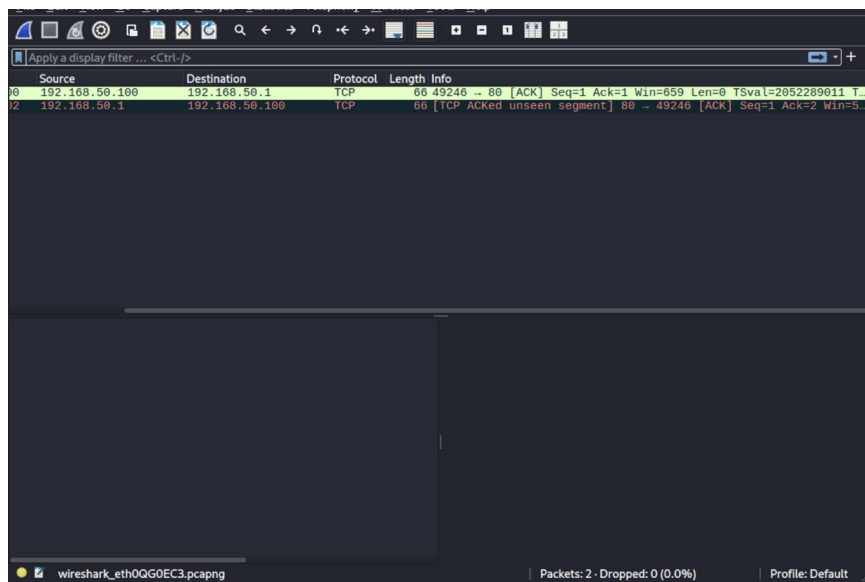 Apply a display filter ... <Ctrl-/>
Source Destination Protocol Length Info
00 192.168.50.100 192.168.50.1 TCP 66 49246 → 80 [ACK] Seq=1 Ack=1 Win=659 Len=0 TSval=2052289011 T…
02 192.168.50.1 192.168.50.100 TCP 66 [TCP ACKed unseen segment] 80 → 49246 [ACK] Seq=1 Ack=2 Win=5…
wireshark_eth0QG0EC3.pcapng Packets: 2 · Dropped: 0 (0.0%) Profile: Default